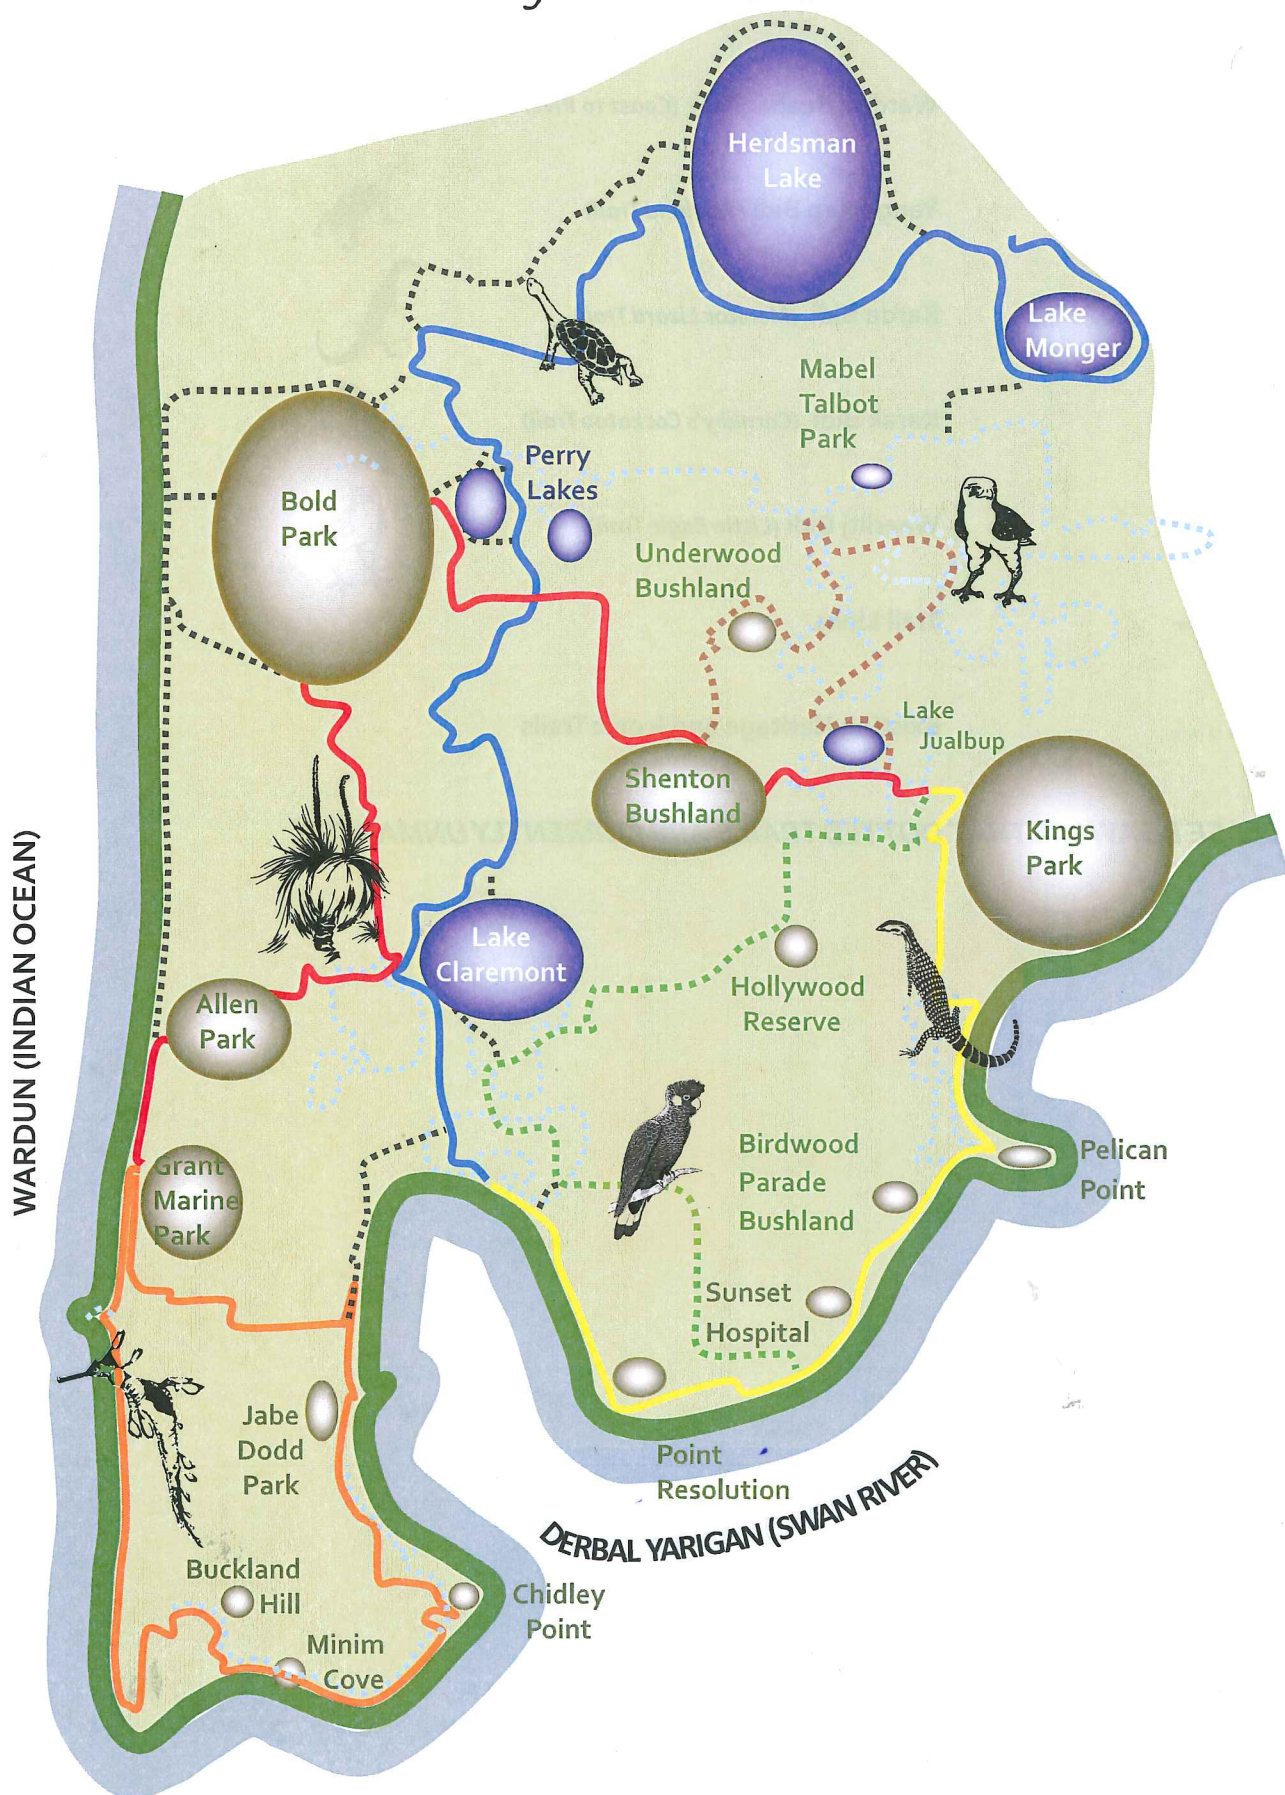 Herdsman
Lake
Lake
Monger
Mabel
Talbot
Park
Perry
Lakes
Bold
Park
Underwood
Bushland
Lake
Jualbup
Shenton
Bushland
Kings
Park
WARDUN (INDIAN OCEAN)
Lake
Claremont
Hollywood
Reserve
Allen
Park
Grant
Marine
Park
Birdwood
Parade
Bushland
Pelican
Point
Sunset
Hospital
Jabe
Dodd
Park
Point
Resolution
DERBAL YARIGAN (SWAN RIVER)
Buckland
Hill
Chidley
Point
Minim
Cove